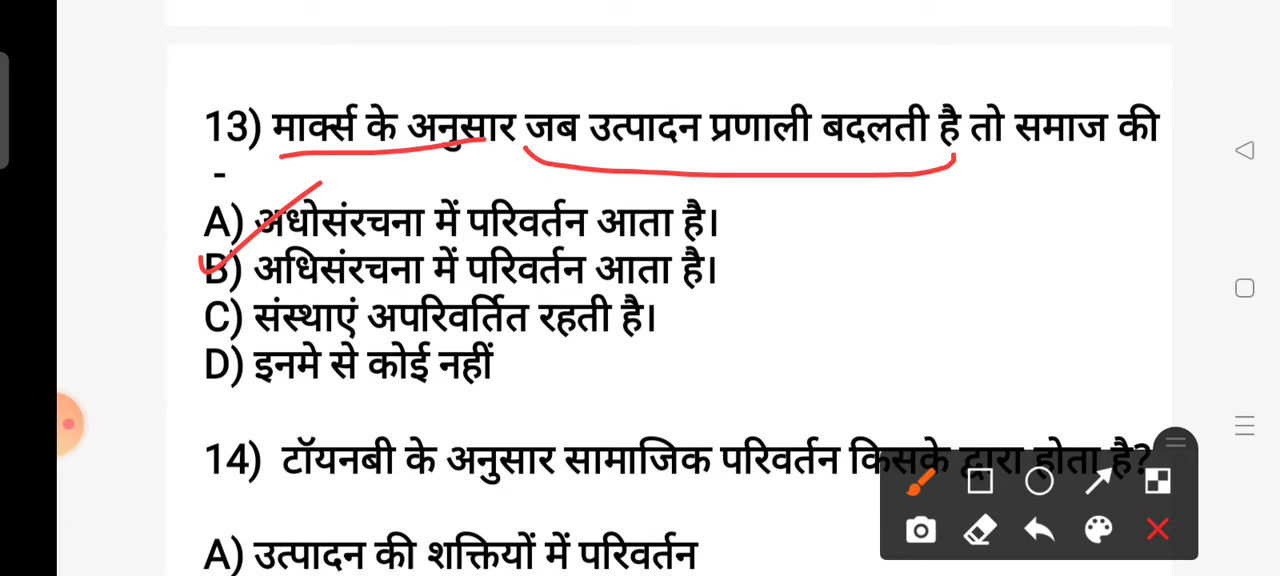 13) मार्क्स के अनुसार जब उत्पादन प्रणाली बदलती है तो समाज की
-
A) अधोसंरचना में परिवर्तन आता है।
B) अधिसंरचना में परिवर्तन आता है।
C) संस्थाएं अपरिवर्तित रहती है।
D) इनमे से कोई नहीं
14) टॉयनबी के अनुसार सामाजिक परिवर्तन किसके द्वारा होता है?
A) उत्पादन की शक्तियों में परिवर्तन